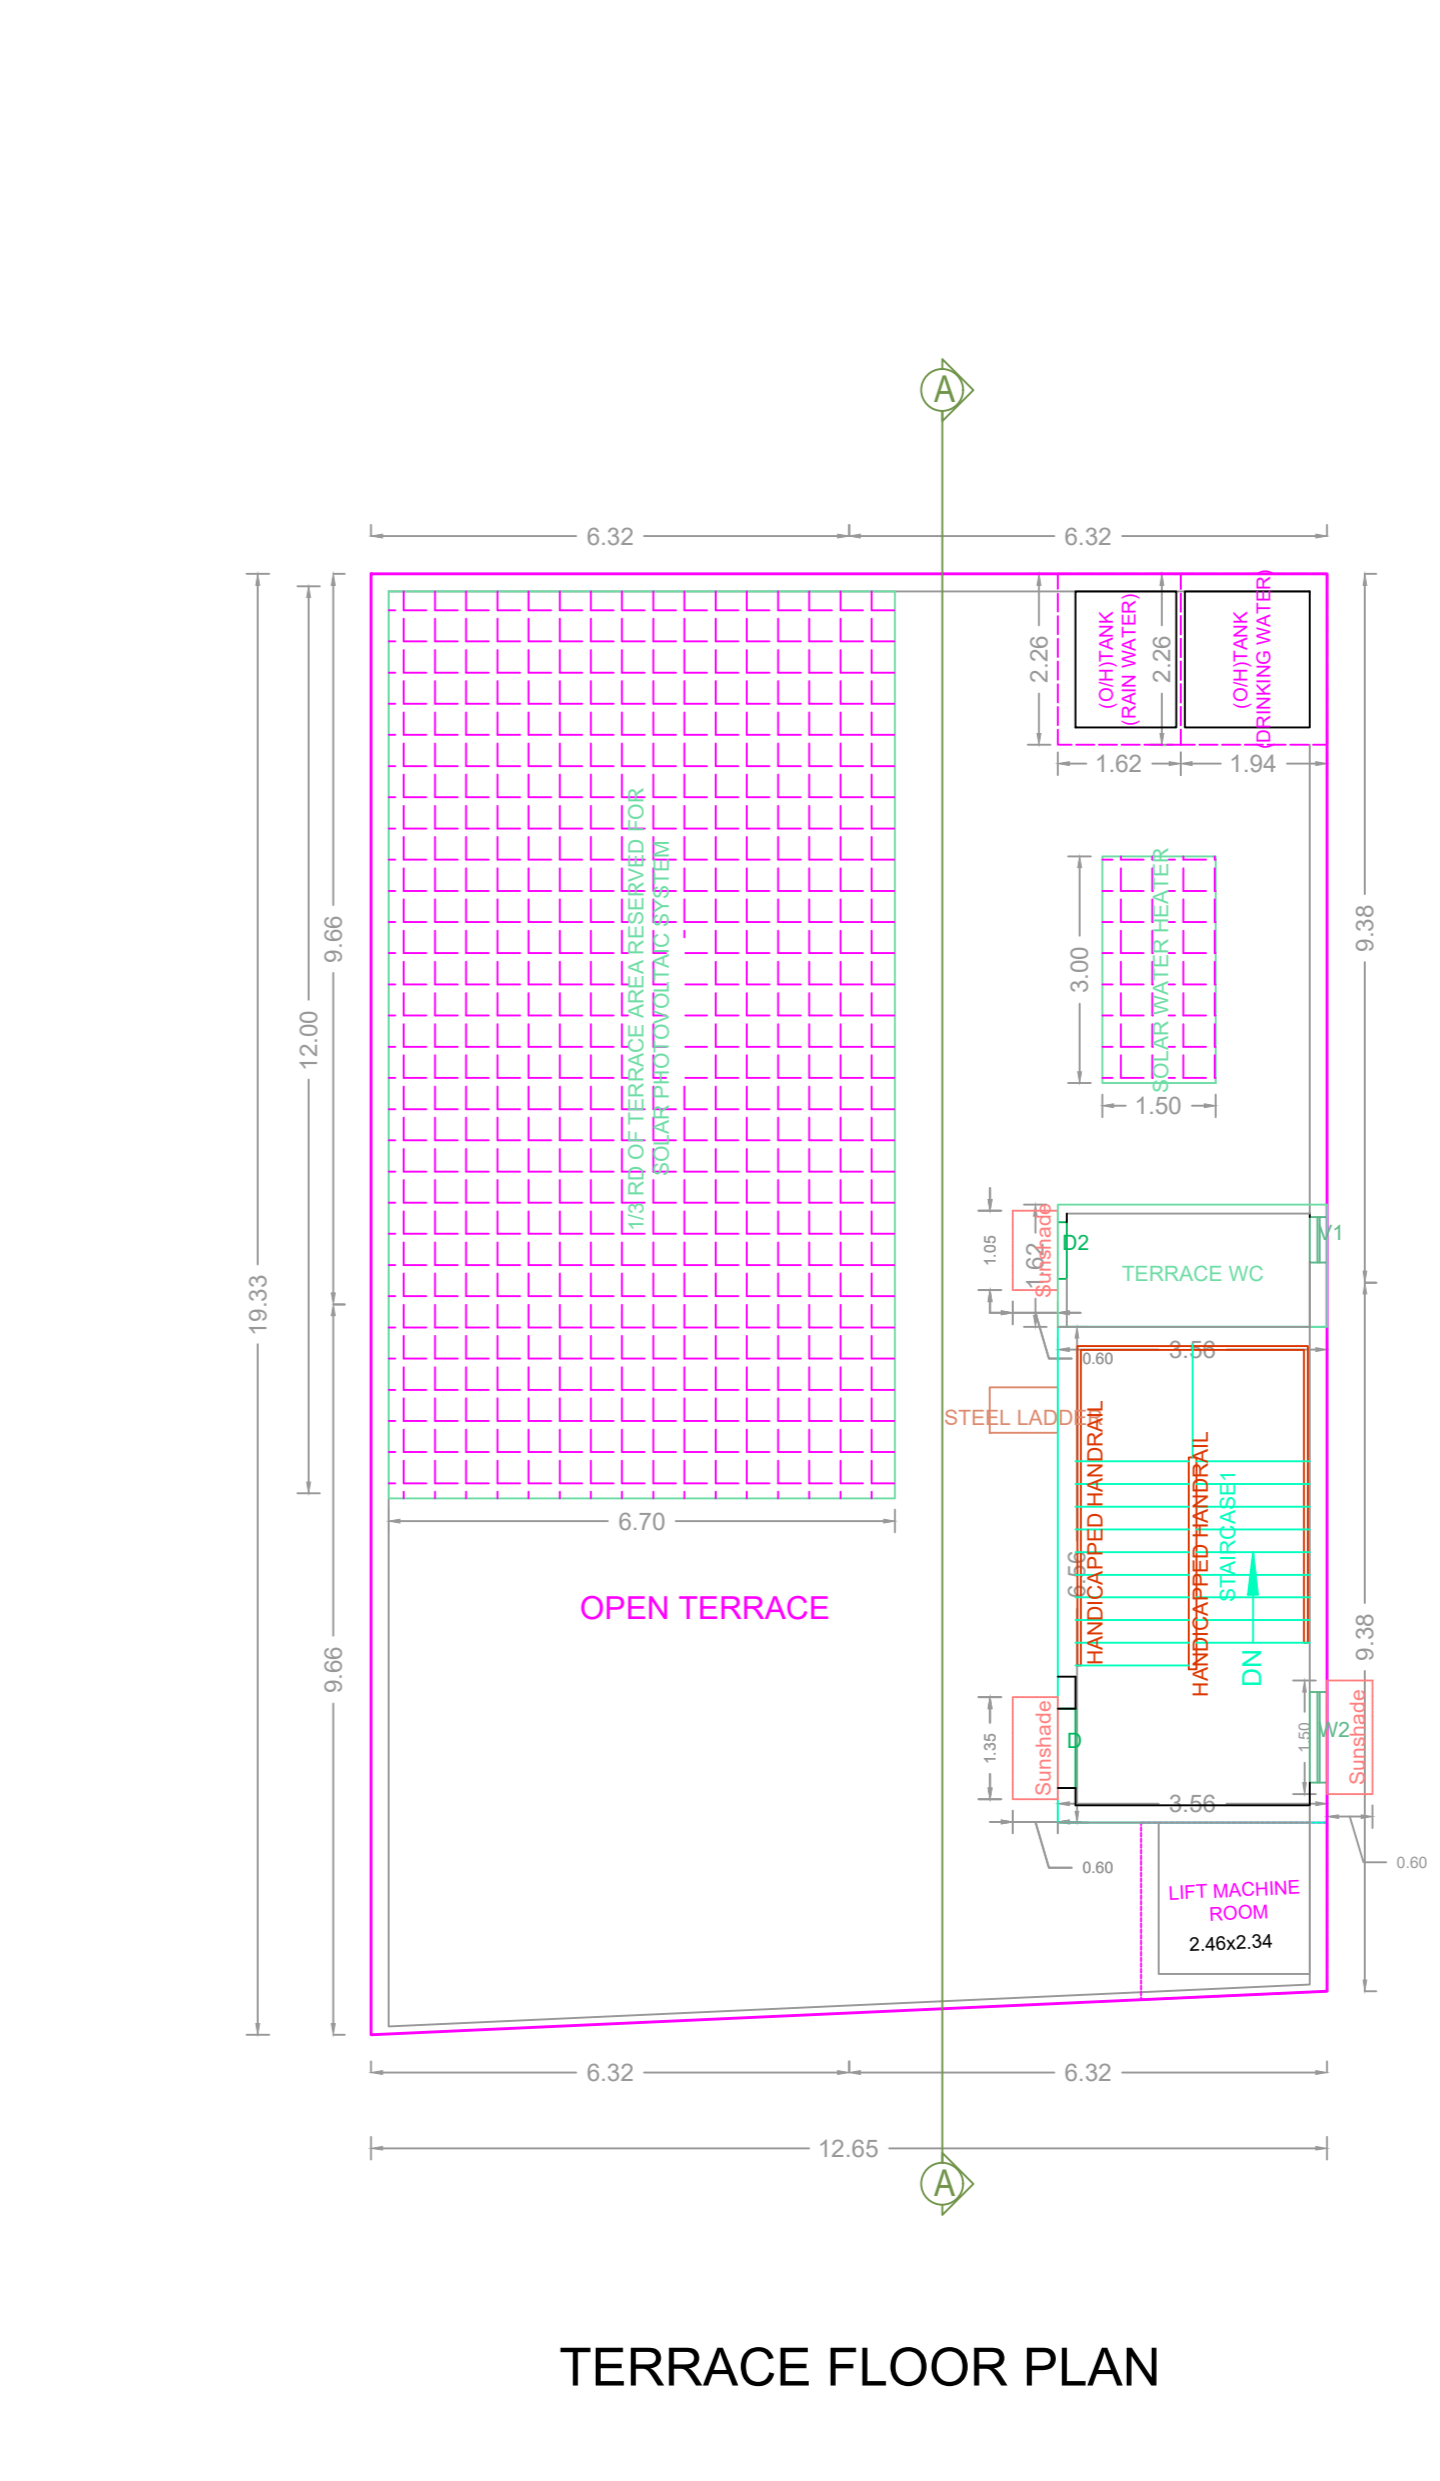 A
6.32
6.32
2.26
(O/H)TANK
(RAIN WATER)
2.26
(O/H)TANK
(DRINKING WATER)
1.62
1.94
9.66
9.38
12.00
19.33
1/3 RD OF TERRACE AREA RESERVED FOR
SOLAR PHOTOVOLTAIC SYSTEM
3.00
SOLAR WATER HEATER
1.50
1.05
1.62
Sunshade
D2
V1
TERRACE WC
0.60
3.56
STEEL LADDER
HANDICAPPED HANDRAIL
HANDICAPPED HANDRAIL
STAIRCASE1
6.56
DN
6.70
OPEN TERRACE
9.66
9.38
1.35
Sunshade
D
1.50
W2
Sunshade
3.56
0.60
0.60
LIFT MACHINE
ROOM
2.46x2.34
6.32
6.32
12.65
A
TERRACE FLOOR PLAN